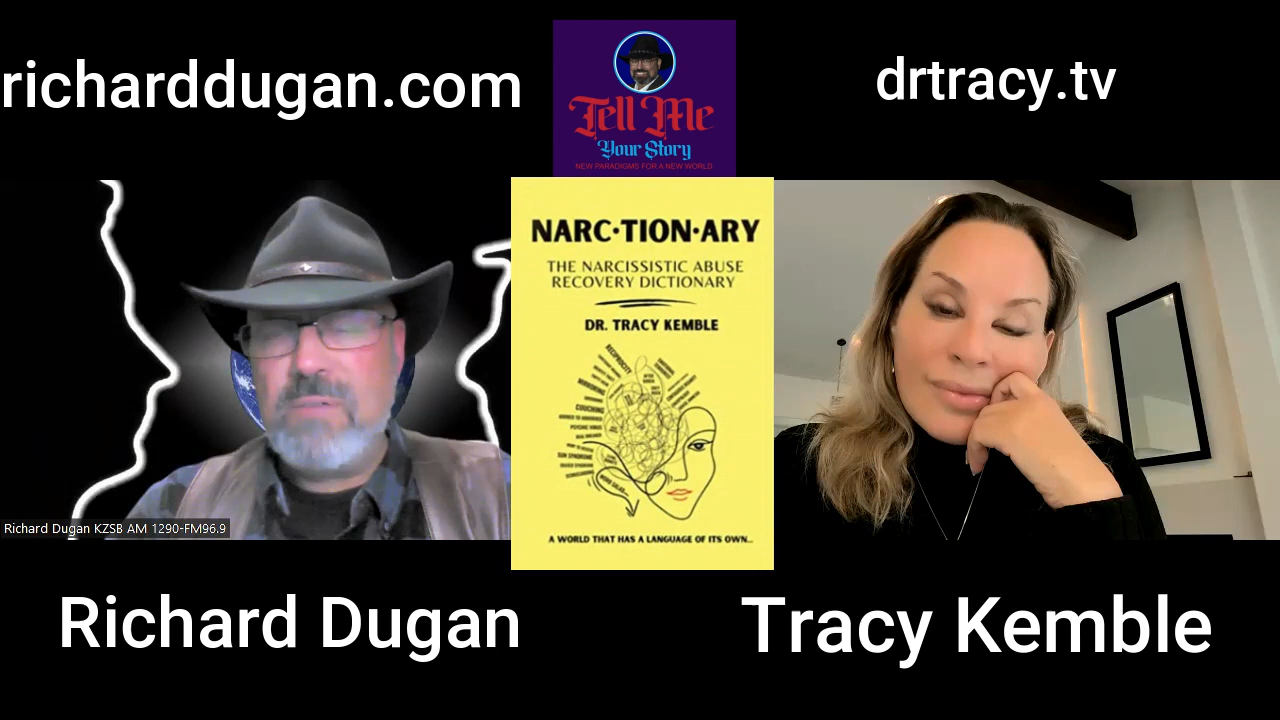 richarddugan.com
Tell Me
Your Story
NEW PARADIGMS FOR A NEW WORLD
drtracy.tv
Richard Dugan KZSB AM 1290-FM96.9
NARC·TION·ARY
THE NARCISSISTIC ABUSE
RECOVERY DICTIONARY
DR. TRACY KEMBLE
RECIPROCITY
COUCHING
A WORLD THAT HAS A LANGUAGE OF ITS OWN...
Richard Dugan
Tracy Kemble